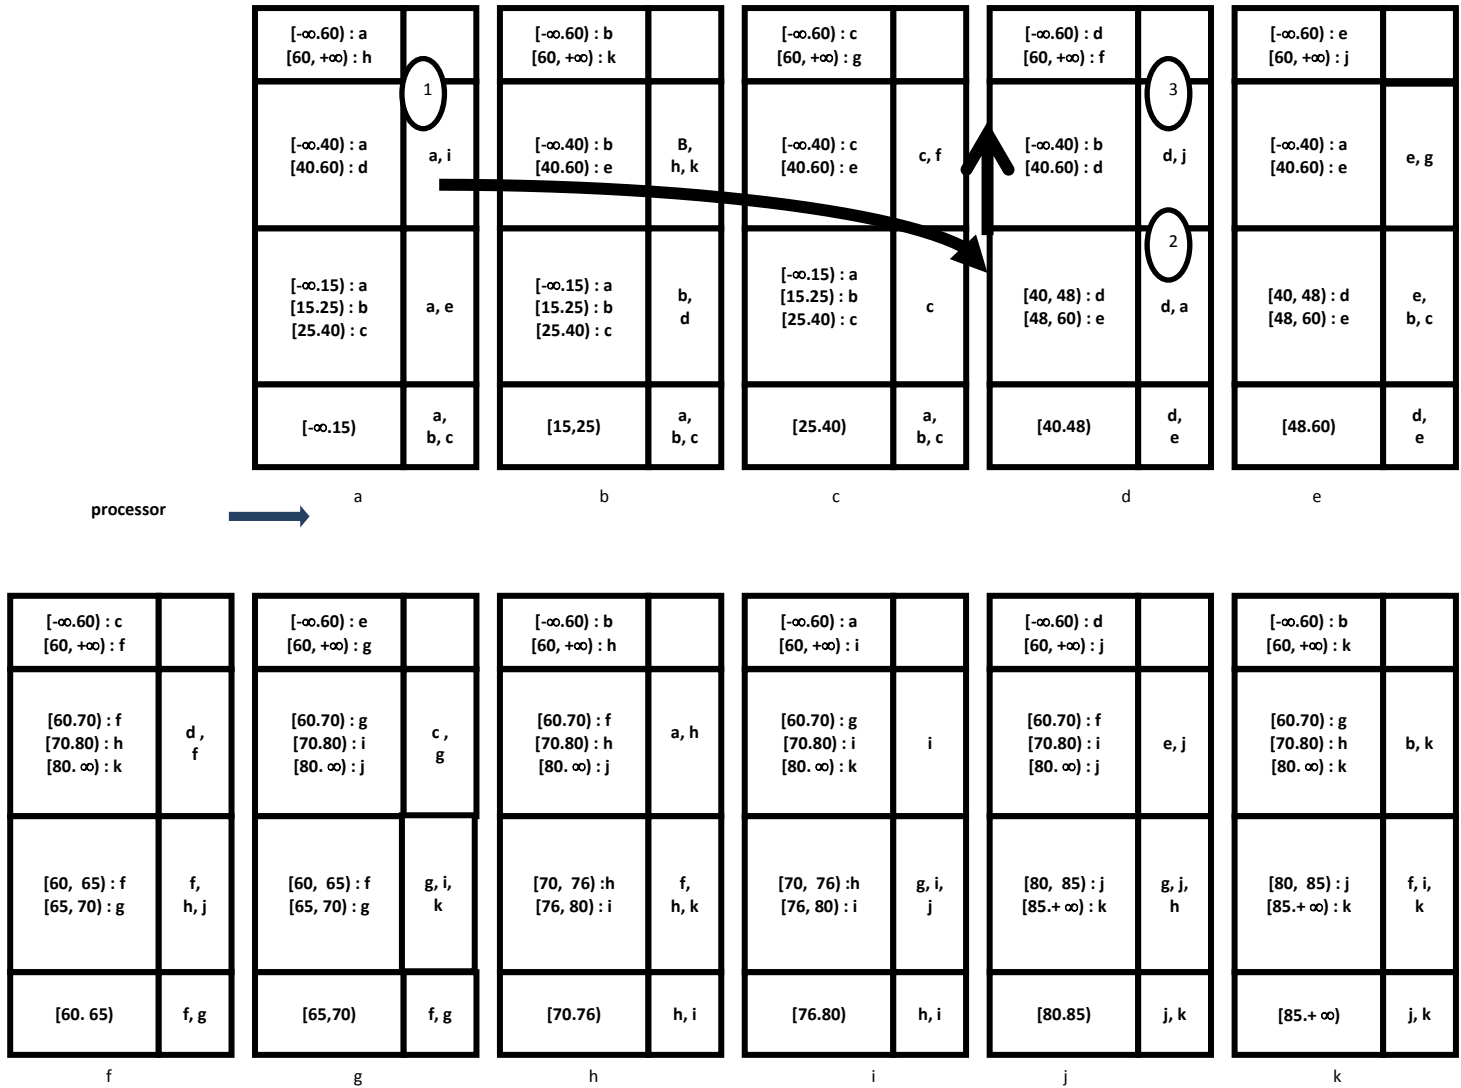 [-∞.60) : a
[60, +∞) : h
1
[-∞.40) : a
[40.60) : d
a, i
[-∞.15) : a
[15.25) : b
[25.40) : c
a, e
[-∞.15)
a,
b, c
a
[-∞.60) : b
[60, +∞) : k
[-∞.40) : b
[40.60) : e
B,
h, k
[-∞.15) : a
[15.25) : b
[25.40) : c
b,
d
[15,25)
a,
b, c
b
[-∞.60) : c
[60, +∞) : g
[-∞.40) : c
[40.60) : e
c, f
[-∞.15) : a
[15.25) : b
[25.40) : c
c
[25.40)
a,
b, c
c
[-∞.60) : d
[60, +∞) : f
3
[-∞.40) : b
[40.60) : d
d, j
2
[40, 48) : d
[48, 60) : e
d, a
[40.48)
d,
e
d
[-∞.60) : e
[60, +∞) : j
[-∞.40) : a
[40.60) : e
e, g
[40, 48) : d
[48, 60) : e
e,
b, c
[48.60)
d,
e
e
processor
[-∞.60) : c
[60, +∞) : f
[60.70) : f
[70.80) : h
[80. ∞) : k
d ,
f
[60, 65) : f
[65, 70) : g
f,
h, j
[60. 65)
f, g
f
[-∞.60) : e
[60, +∞) : g
[60.70) : g
[70.80) : i
[80. ∞) : j
c ,
g
[60, 65) : f
[65, 70) : g
g, i,
k
[65,70)
f, g
g
[-∞.60) : b
[60, +∞) : h
[60.70) : f
[70.80) : h
[80. ∞) : j
a, h
[70, 76) :h
[76, 80) : i
f,
h, k
[70.76)
h, i
h
[-∞.60) : a
[60, +∞) : i
[60.70) : g
[70.80) : i
[80. ∞) : k
i
[70, 76) :h
[76, 80) : i
g, i,
j
[76.80)
h, i
i
[-∞.60) : d
[60, +∞) : j
[60.70) : f
[70.80) : i
[80. ∞) : j
e, j
[80, 85) : j
[85.+ ∞) : k
g, j,
h
[80.85)
j, k
j
[-∞.60) : b
[60, +∞) : k
[60.70) : g
[70.80) : h
[80. ∞) : k
b, k
[80, 85) : j
[85.+ ∞) : k
f, i,
k
[85.+ ∞)
j, k
k